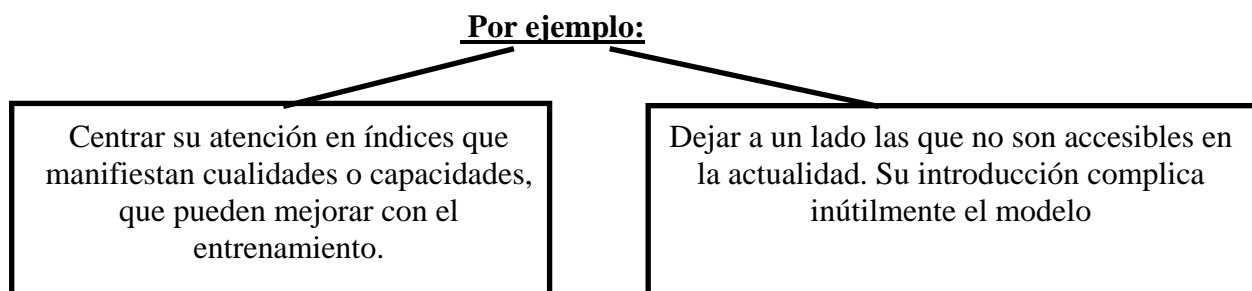 Por ejemplo:
Centrar su atención en índices que
manifiestan cualidades o capacidades,
que pueden mejorar con el
entrenamiento.
Dejar a un lado las que no son accesibles en
la actualidad. Su introducción complica
inútilmente el modelo